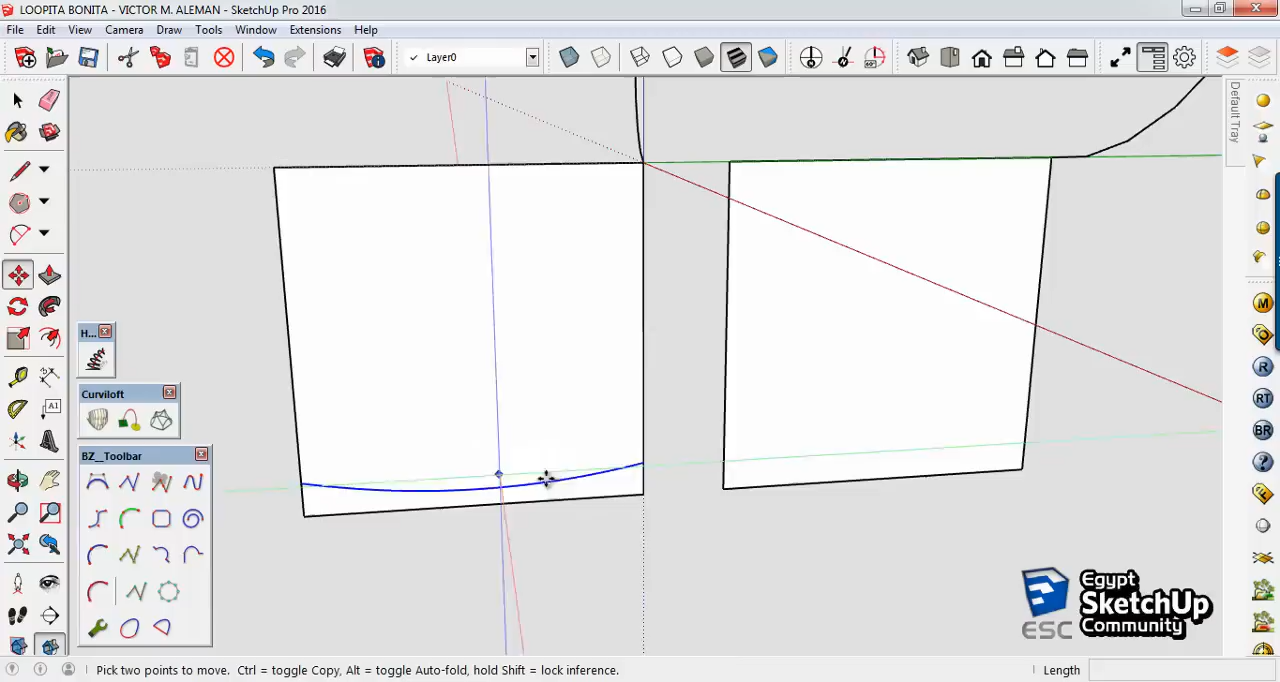 LOOPITA BONITA - VICTOR M. ALEMAN - SketchUp Pro 2016
File Edit View Camera Draw Tools Window Extensions Help
Layer0
Default Tray
A1
H...
Curviloft
BZ__Toolbar
M
R
RT
BR
Egypt
SketchUp
Community
ESC
Pick two points to move. Ctrl = toggle Copy, Alt = toggle Auto-fold, hold Shift = lock inference.
Length